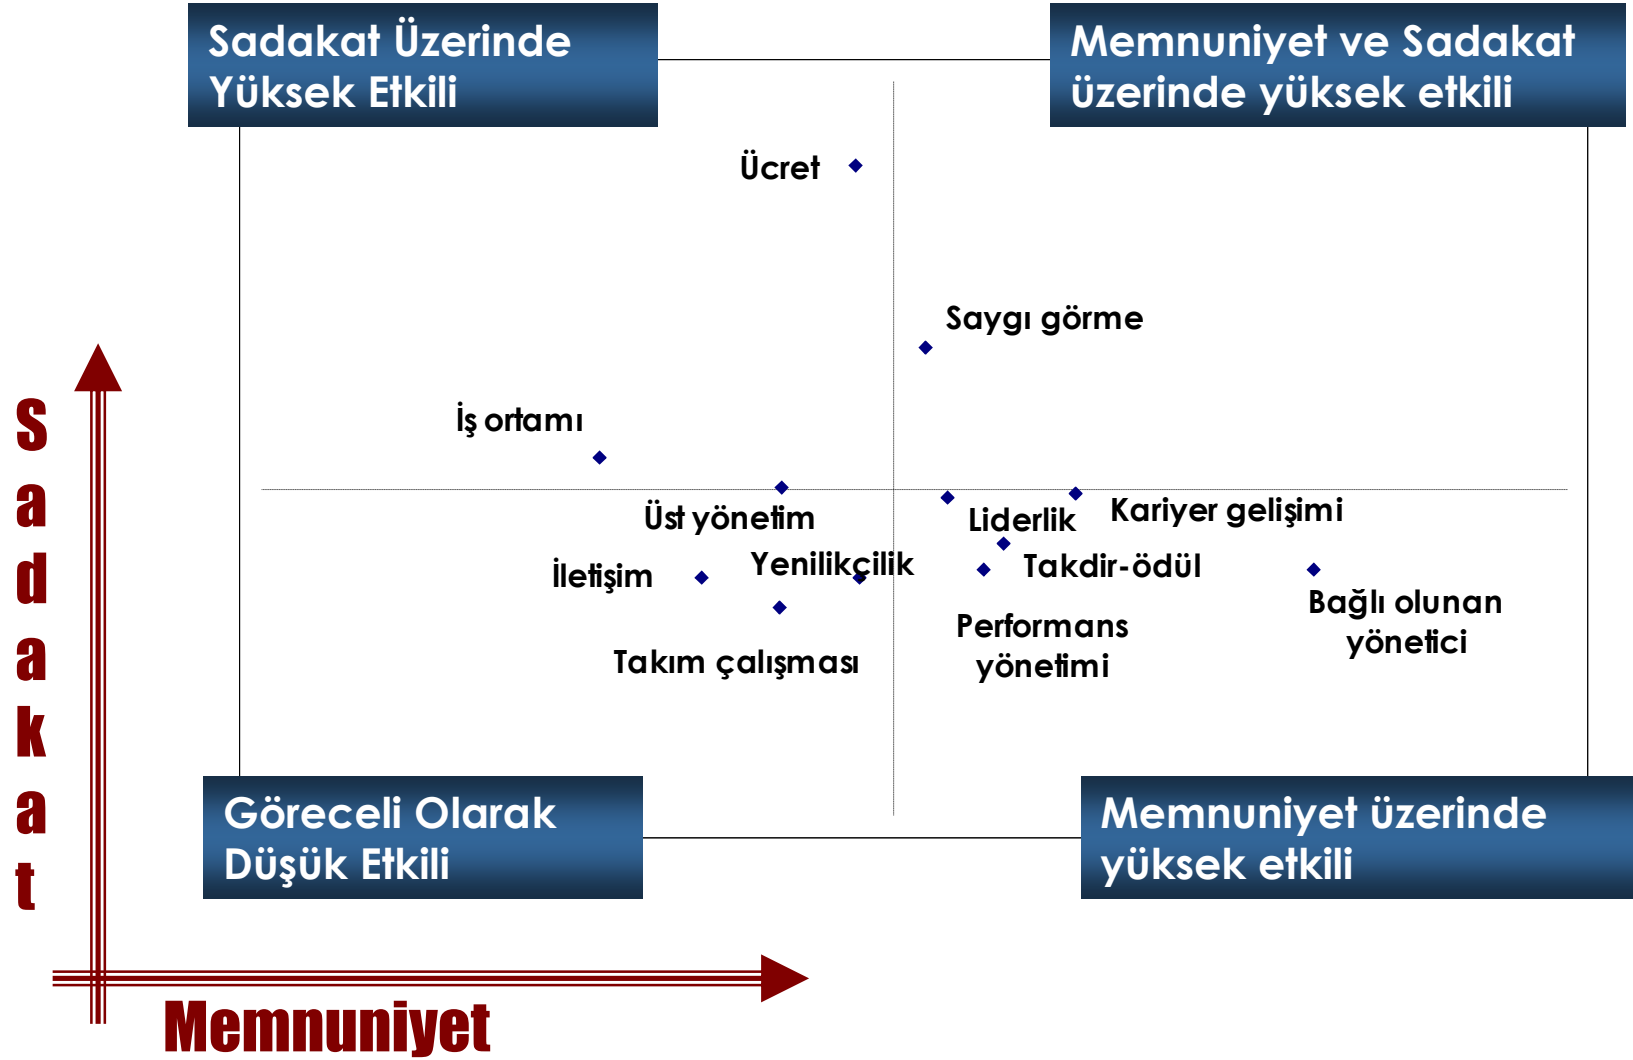 Sadakat Üzerinde
Yüksek Etkili
Memnuniyet ve Sadakat
üzerinde yüksek etkili
Ücret
Saygı görme
İş ortamı
Üst yönetim
Liderlik
Kariyer gelişimi
İletişim
Yenilikçilik
Takdir-ödül
Bağlı olunan
yönetici
Performans
yönetimi
Takım çalışması
Göreceli Olarak
Düşük Etkili
Memnuniyet üzerinde
yüksek etkili
Sadakat
Memnuniyet